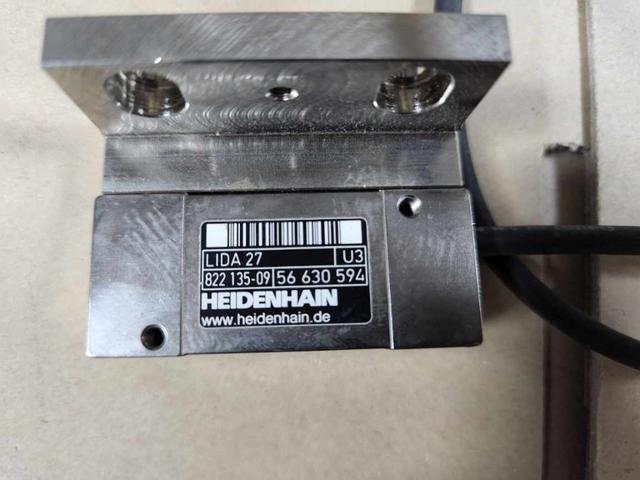 LIDA 27 U3
822 135-09 56 630 594
HEIDENHAIN
www.heidenhain.de